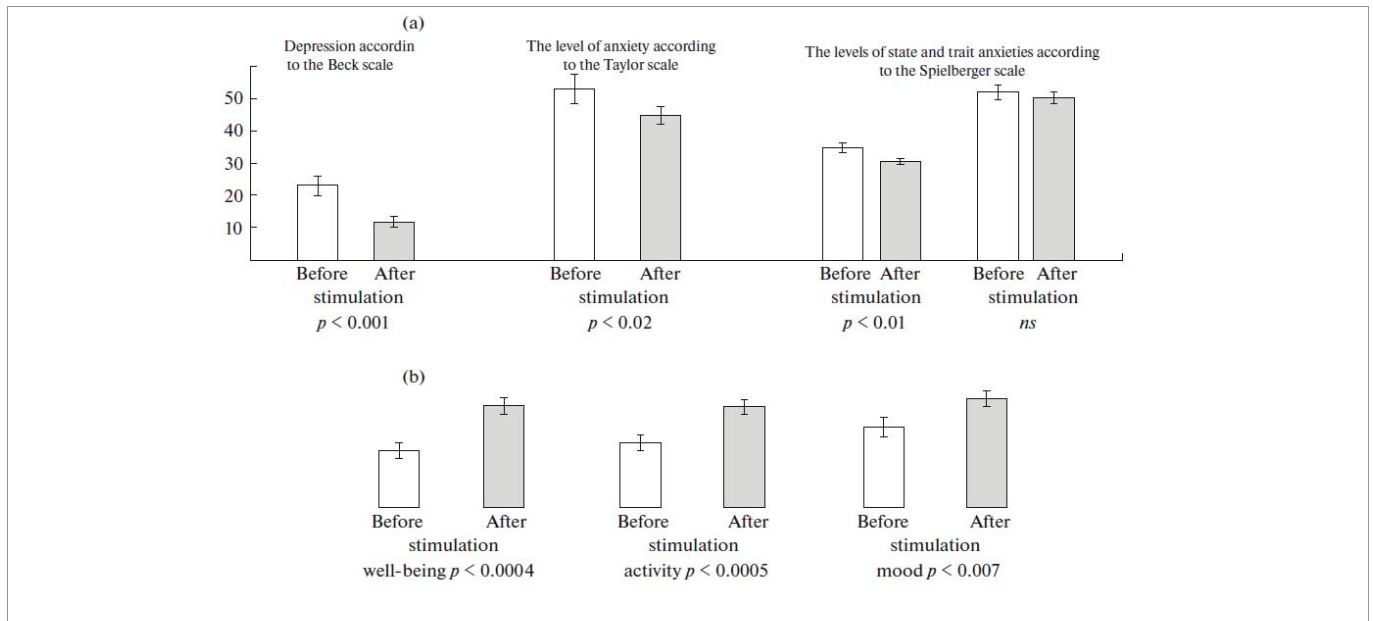 (a)
Depression accordin
to the Beck scale
The level of anxiety according
to the Taylor scale
The levels of state and trait anxieties according
to the Spielberger scale
50
40
30
20
10
Before After
stimulation
p < 0.001
Before After
stimulation
p < 0.02
Before After
stimulation
p < 0.01
Before After
stimulation
ns
(b)
Before After
stimulation
well-being p < 0.0004
Before After
stimulation
activity p < 0.0005
Before After
stimulation
mood p < 0.007